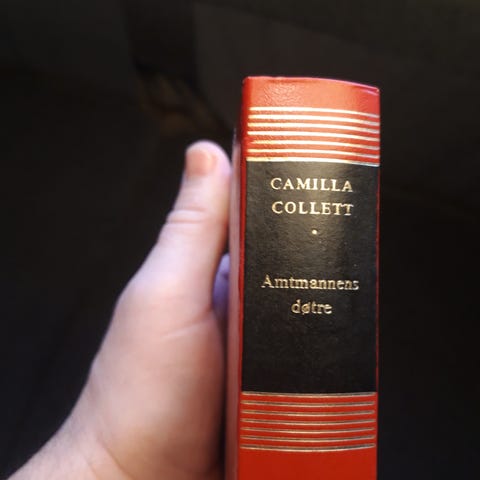 CAMILLA
COLLETT
·
Amtmannens
døtre